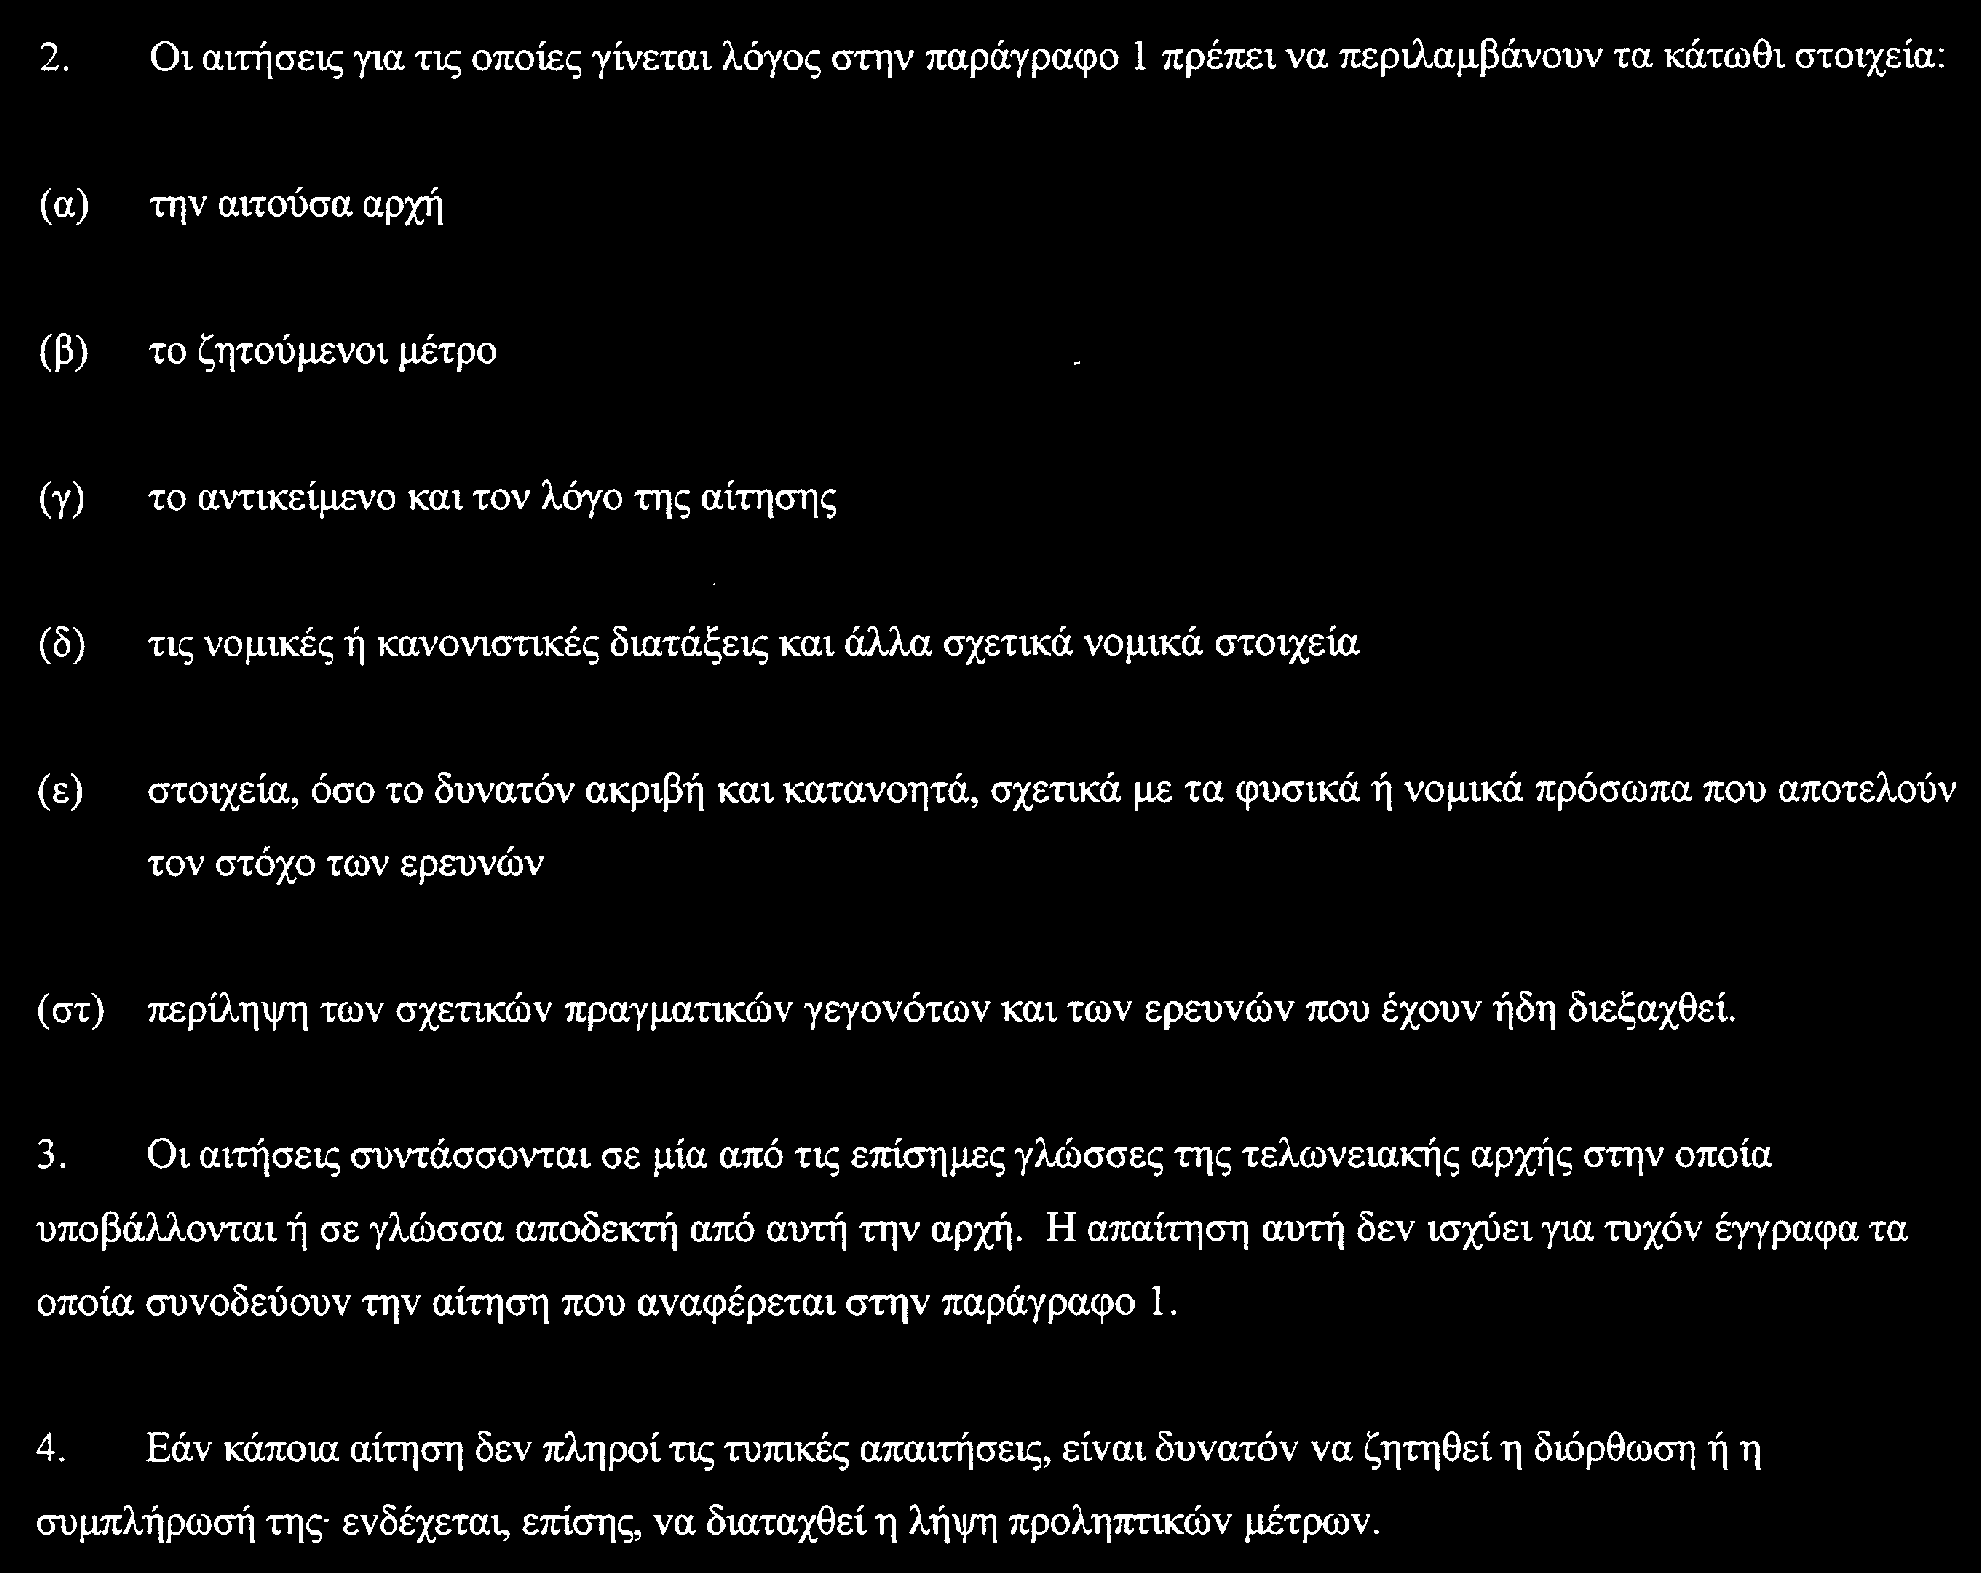 2. Οι αιτήσεις για τις οποίες γίνεται λόγος στην παράγραφο 1 πρέπει να περιλαμβάνουν τα κάτωθι στοιχεία:
(α) την αιτούσα αρχή
(β) το ζητούμενοι μέτρο
(γ) το αντικείμενο και τον λόγο της αίτησης
(δ) τις νομικές ή κανονιστικές διατάξεις και άλλα σχετικά νομικά στοιχεία
(ε) στοιχεία, όσο το δυνατόν ακριβή και κατανοητά, σχετικά με τα φυσικά ή νομικά πρόσωπα που αποτελούν
τον στόχο των ερευνών
(στ) περίληψη των σχετικών πραγματικών γεγονότων και των ερευνών που έχουν ήδη διεξαχθεί.
3. Οι αιτήσεις συντάσσονται σε μία από τις επίσημες γλώσσες της τελωνειακής αρχής στην οποία
υποβάλλονται ή σε γλώσσα αποδεκτή από αυτή την αρχή. Η απαίτηση αυτή δεν ισχύει για τυχόν έγγραφα τα
οποία συνοδεύουν την αίτηση που αναφέρεται στην παράγραφο 1.
4. Εάν κάποια αίτηση δεν πληροί τις τυπικές απαιτήσεις, είναι δυνατόν να ζητηθεί η διόρθωση ή η
συμπλήρωσή της· ενδέχεται, επίσης, να διαταχθεί η λήψη προληπτικών μέτρων.